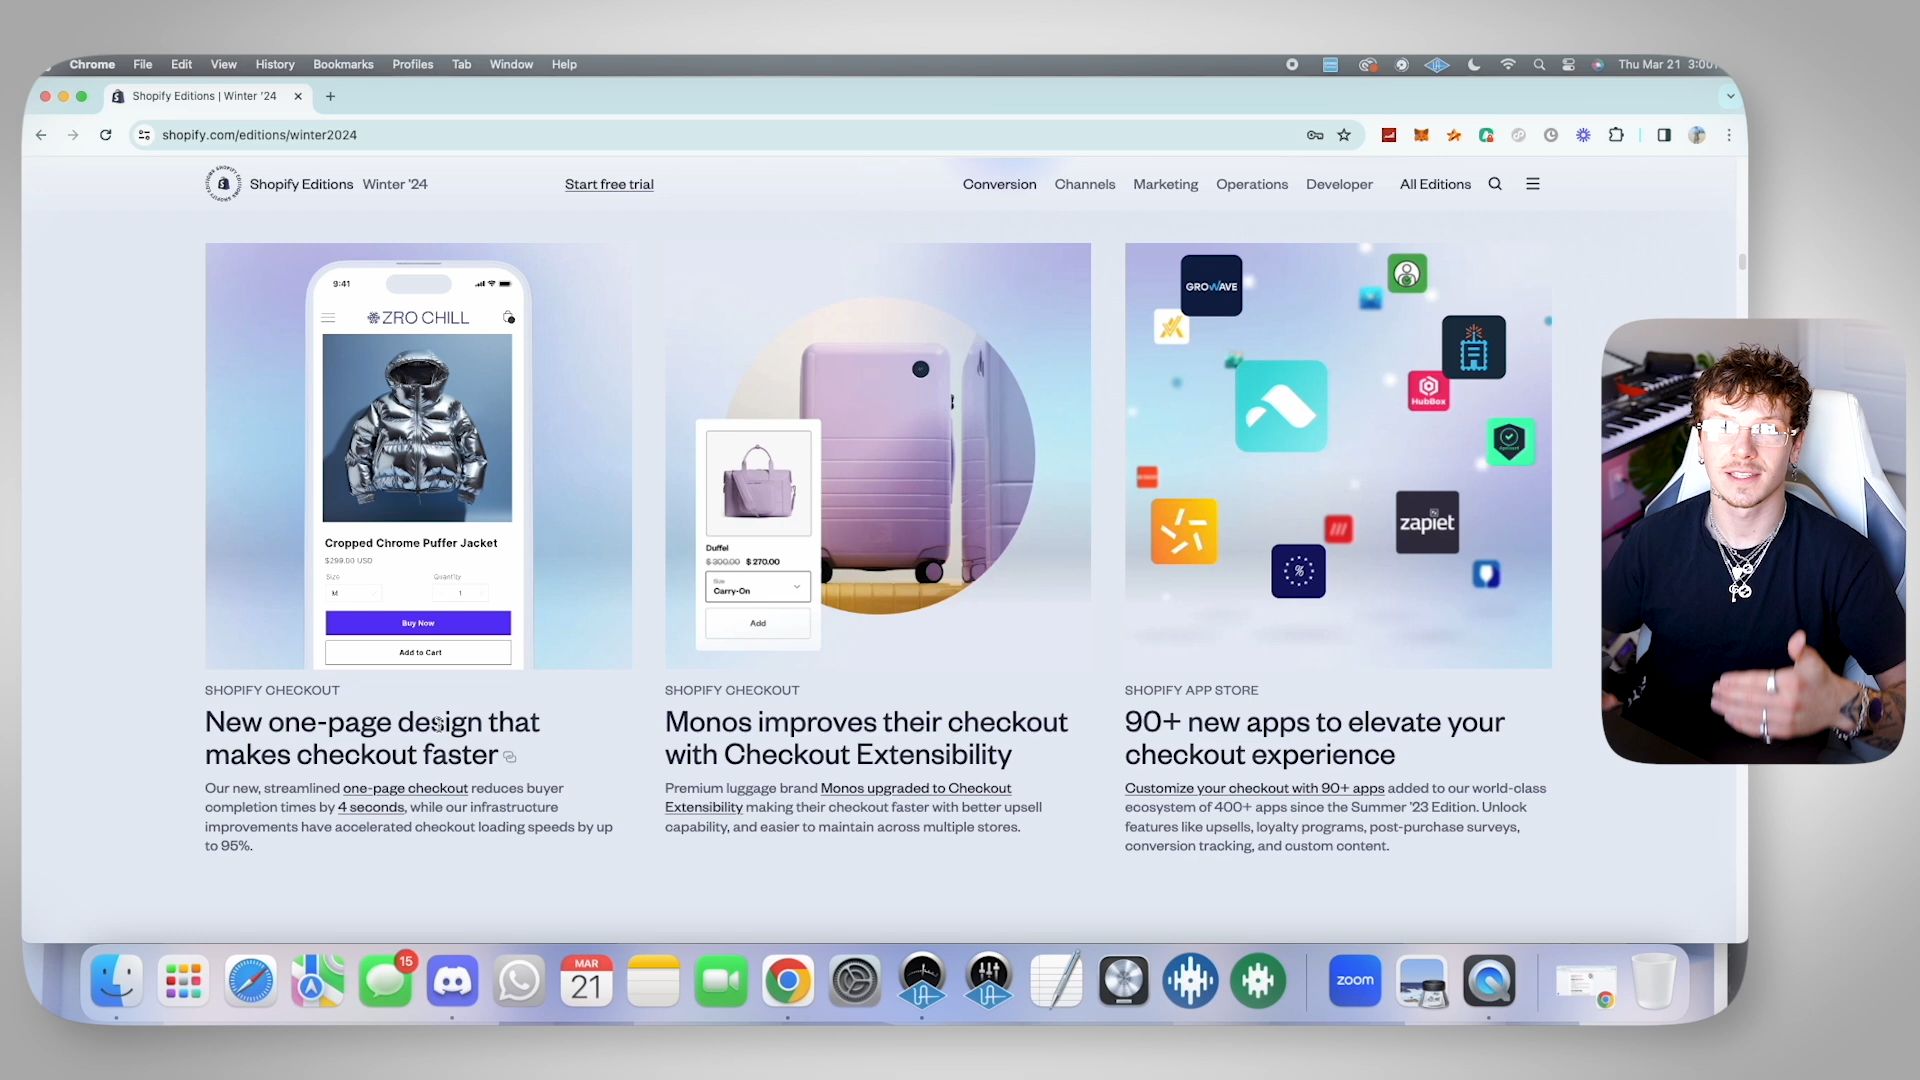 Chrome File Edit View History Bookmarks Profiles Tab Window Help
Thu Mar 21 3:00
Shopify Editions | Winter '24
shopify.com/editions/winter2024
Shopify Editions Winter '24
Start free trial
Conversion Channels Marketing Operations Developer All Editions
9:41
ZRO CHILL
Cropped Chrome Puffer Jacket
$299.00 USD
Size Quantity
M 1
Buy Now
Add to Cart
SHOPIFY CHECKOUT
New one-page design that
makes checkout faster
Our new, streamlined one-page checkout reduces buyer
completion times by 4 seconds, while our infrastructure
improvements have accelerated checkout loading speeds by up
to 95%.
Duffel
$300.00 $270.00
Size
Carry-On
Add
SHOPIFY CHECKOUT
Monos improves their checkout
with Checkout Extensibility
Premium luggage brand Monos upgraded to Checkout
Extensibility making their checkout faster with better upsell
capability, and easier to maintain across multiple stores.
GROWAVE
HubBox
zapiet
%
SHOPIFY APP STORE
90+ new apps to elevate your
checkout experience
Customize your checkout with 90+ apps added to our world-class
ecosystem of 400+ apps since the Summer '23 Edition. Unlock
features like upsells, loyalty programs, post-purchase surveys,
conversion tracking, and custom content.
15
MAR
21
zoom